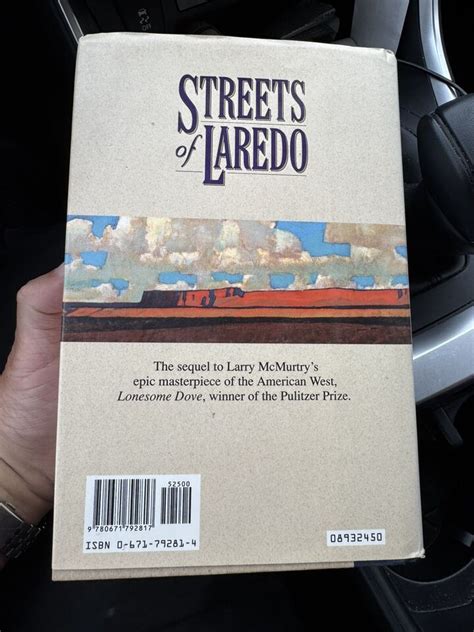 STREETS
of LAREDO
The sequel to Larry McMurtry's
epic masterpiece of the American West,
Lonesome Dove, winner of the Pulitzer Prize.
52500
9 780671 792817
ISBN 0-671-79281-4
08932450